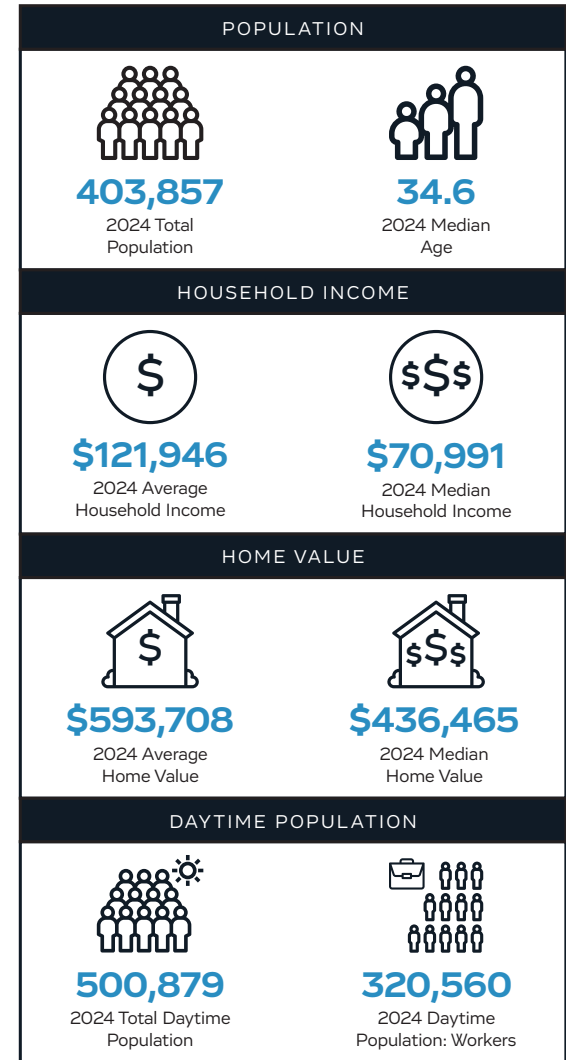 POPULATION
403,857
2024 Total
Population
34.6
2024 Median
Age
HOUSEHOLD INCOME
$
$121,946
2024 Average
Household Income
$$$
$70,991
2024 Median
Household Income
HOME VALUE
$
$593,708
2024 Average
Home Value
$$$
$436,465
2024 Median
Home Value
DAYTIME POPULATION
500,879
2024 Total Daytime
Population
320,560
2024 Daytime
Population: Workers